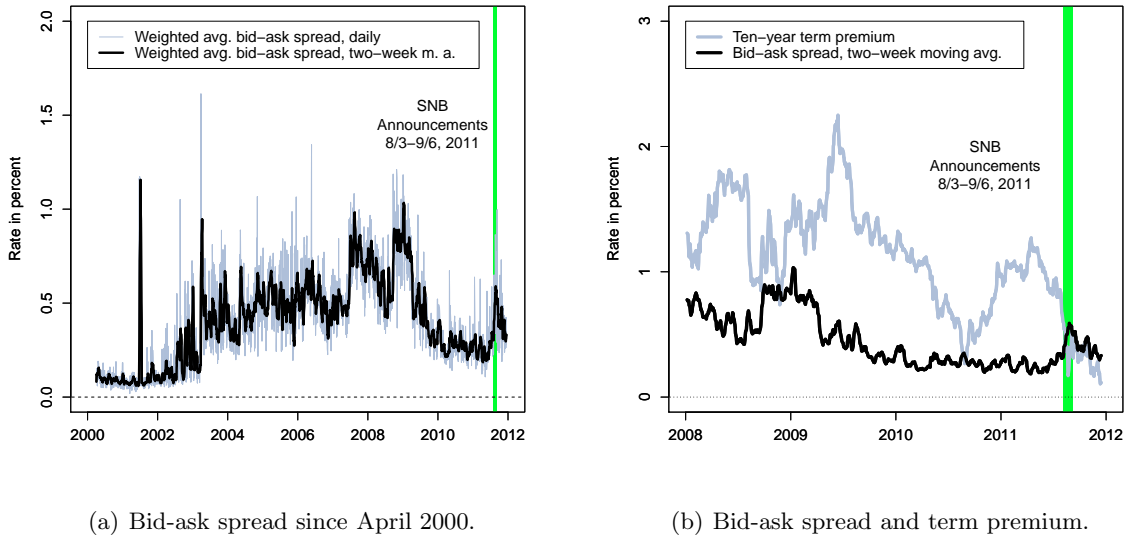 Weighted avg. bid−ask spread, daily
Weighted avg. bid−ask spread, two−week m. a.
SNB
Announcements
8/3−9/6, 2011
Rate in percent
0.0
0.5
1.0
1.5
2.0
2000 2002 2004 2006 2008 2010 2012
(a) Bid-ask spread since April 2000.
Ten−year term premium
Bid−ask spread, two−week moving avg.
SNB
Announcements
8/3−9/6, 2011
Rate in percent
0
1
2
3
2008 2009 2010 2011 2012
(b) Bid-ask spread and term premium.